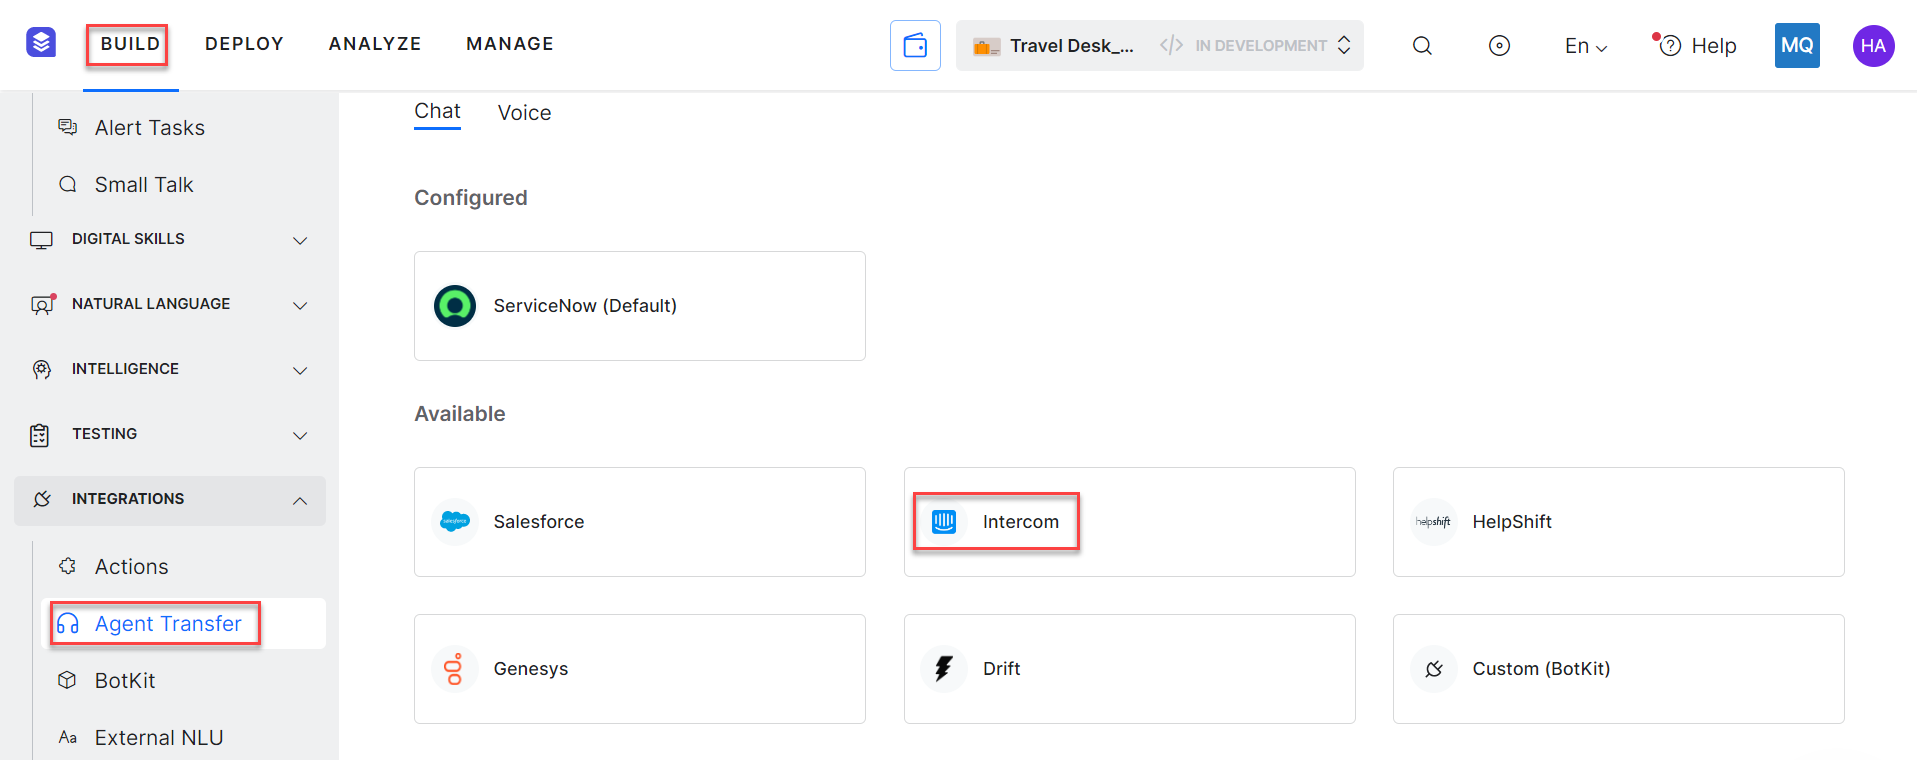 BUILD DEPLOY ANALYZE MANAGE Travel Desk_... </> IN DEVELOPMENT En Help MQ HA
Alert Tasks
Small Talk
DIGITAL SKILLS
NATURAL LANGUAGE
INTELLIGENCE
TESTING
INTEGRATIONS
Actions
Agent Transfer
BotKit
Aa External NLU
Chat Voice
Configured
ServiceNow (Default)
Available
salesforce Salesforce
Intercom
helpshift HelpShift
Genesys
Drift
Custom (BotKit)